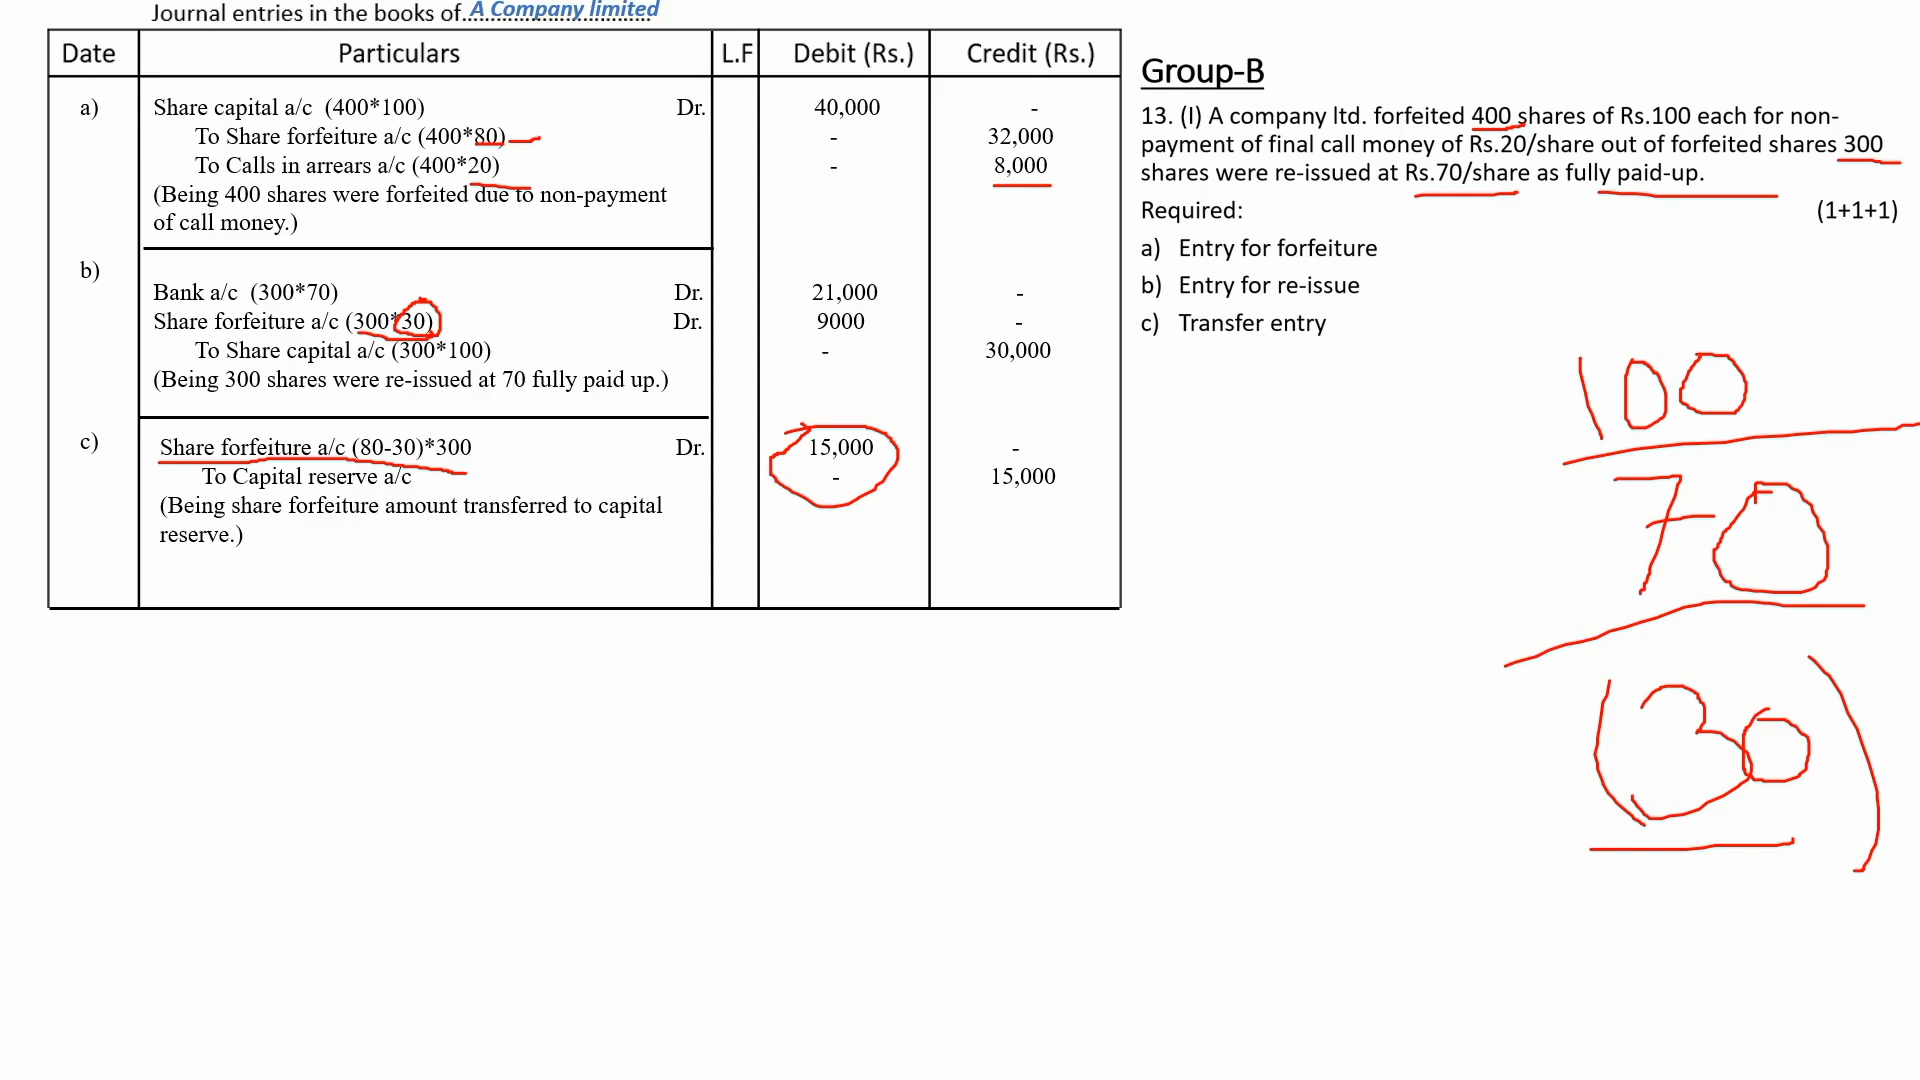 Journal entries in the books of A Company limited
Date Particulars L.F Debit (Rs.) Credit (Rs.)
a) Share capital a/c (400*100) Dr. 40,000 -
To Share forfeiture a/c (400*80) - 32,000
To Calls in arrears a/c (400*20) - 8,000
(Being 400 shares were forfeited due to non-payment
of call money.)
b)
Bank a/c (300*70) Dr. 21,000 -
Share forfeiture a/c (300*30) Dr. 9000 -
To Share capital a/c (300*100) - 30,000
(Being 300 shares were re-issued at 70 fully paid up.)
c) Share forfeiture a/c (80-30)*300 Dr. 15,000 -
To Capital reserve a/c - 15,000
(Being share forfeiture amount transferred to capital
reserve.)
Group-B
13. (I) A company ltd. forfeited 400 shares of Rs.100 each for non-
payment of final call money of Rs.20/share out of forfeited shares 300
shares were re-issued at Rs.70/share as fully paid-up.
Required: (1+1+1)
a) Entry for forfeiture
b) Entry for re-issue
c) Transfer entry
100
70
(30)